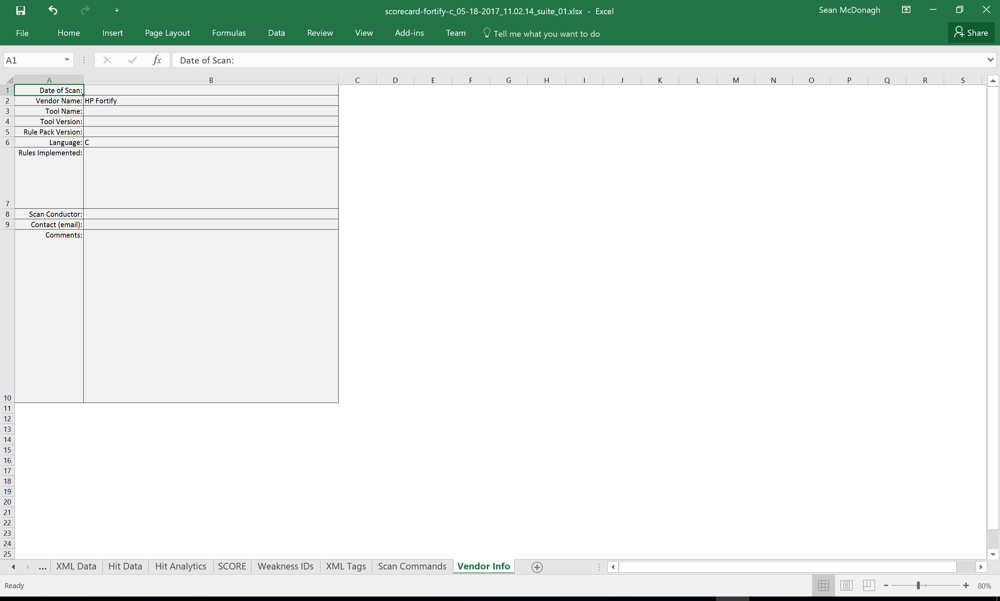 scorecard-fortify-c_05-18-2017_11.02.14_suite_01.xlsx - Excel
Sean McDonagh
File Home Insert Page Layout Formulas Data Review View Add-ins Team Tell me what you want to do Share
A1 fx Date of Scan:
A B C D E F G H I J K L M N O P Q R S
1 Date of Scan:
2 Vendor Name: HP Fortify
3 Tool Name:
4 Tool Version:
5 Rule Pack Version:
6 Language: C
Rules Implemented:
7
8 Scan Conductor:
9 Contact (email):
Comments:
10
11
12
13
14
15
16
17
18
19
20
21
22
23
24
25
... XML Data Hit Data Hit Analytics SCORE Weakness IDs XML Tags Scan Commands Vendor Info
Ready 80%